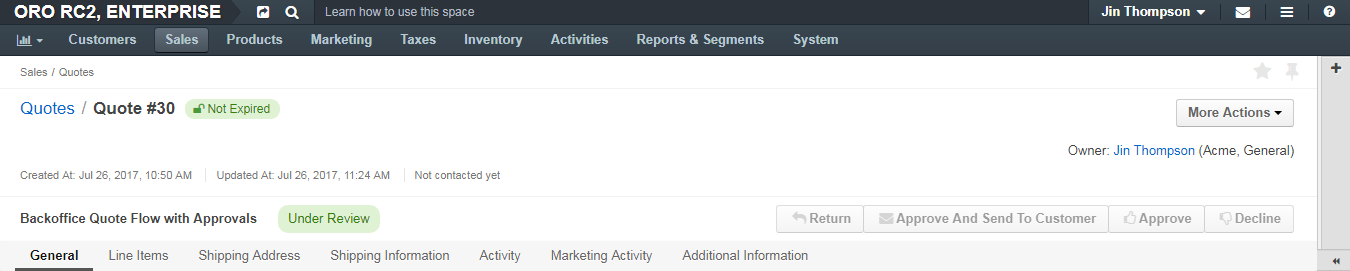 ORO RC2, ENTERPRISE Learn how to use this space Jin Thompson
Customers Sales Products Marketing Taxes Inventory Activities Reports & Segments System
Sales / Quotes
Quotes / Quote #30 Not Expired More Actions
Owner: Jin Thompson (Acme, General)
Created At: Jul 26, 2017, 10:50 AM Updated At: Jul 26, 2017, 11:24 AM Not contacted yet
Backoffice Quote Flow with Approvals Under Review Return Approve And Send To Customer Approve Decline
General Line Items Shipping Address Shipping Information Activity Marketing Activity Additional Information